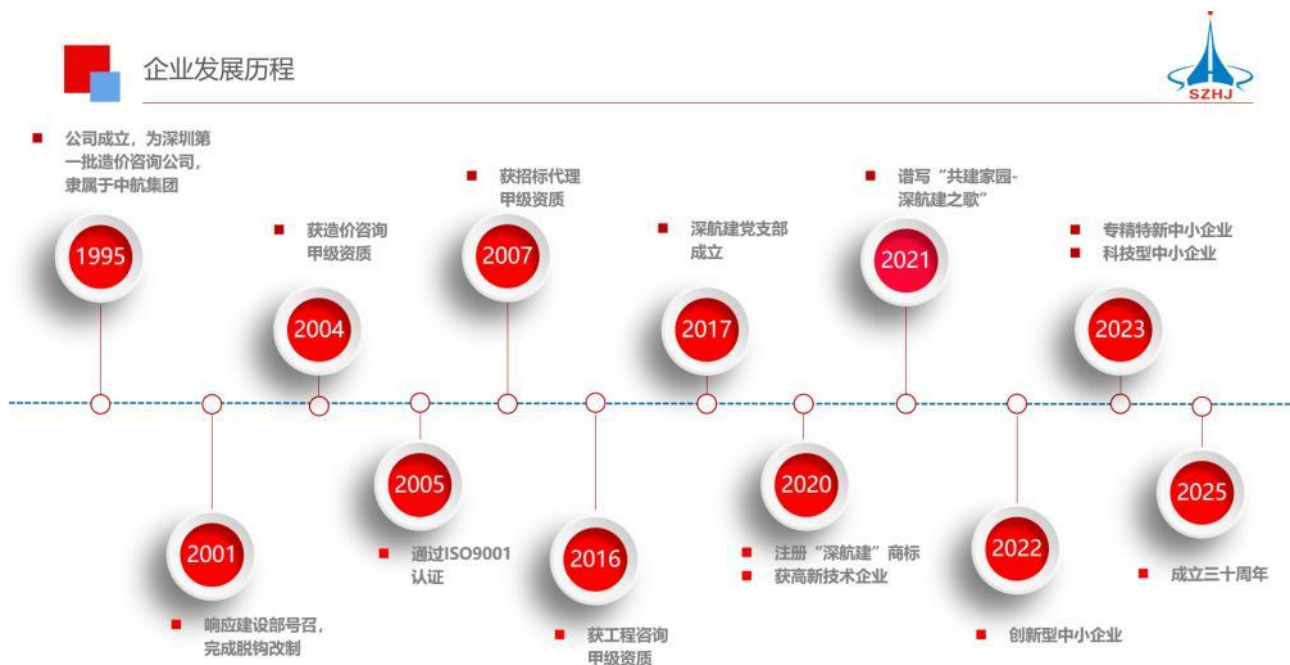 企业发展历程
SZHJ
公司成立，为深圳第
一批造价咨询公司，
隶属于中航集团
1995
获造价咨询
甲级资质
2004
获招标代理
甲级资质
2007
深航建党支部
成立
2017
谱写“共建家园-
深航建之歌”
2021
专精特新中小企业
科技型中小企业
2023
2001
响应建设部号召，
完成脱钩改制
2005
通过ISO9001
认证
2016
获工程咨询
甲级资质
2020
注册“深航建”商标
获高新技术企业
2022
创新型中小企业
2025
成立三十周年